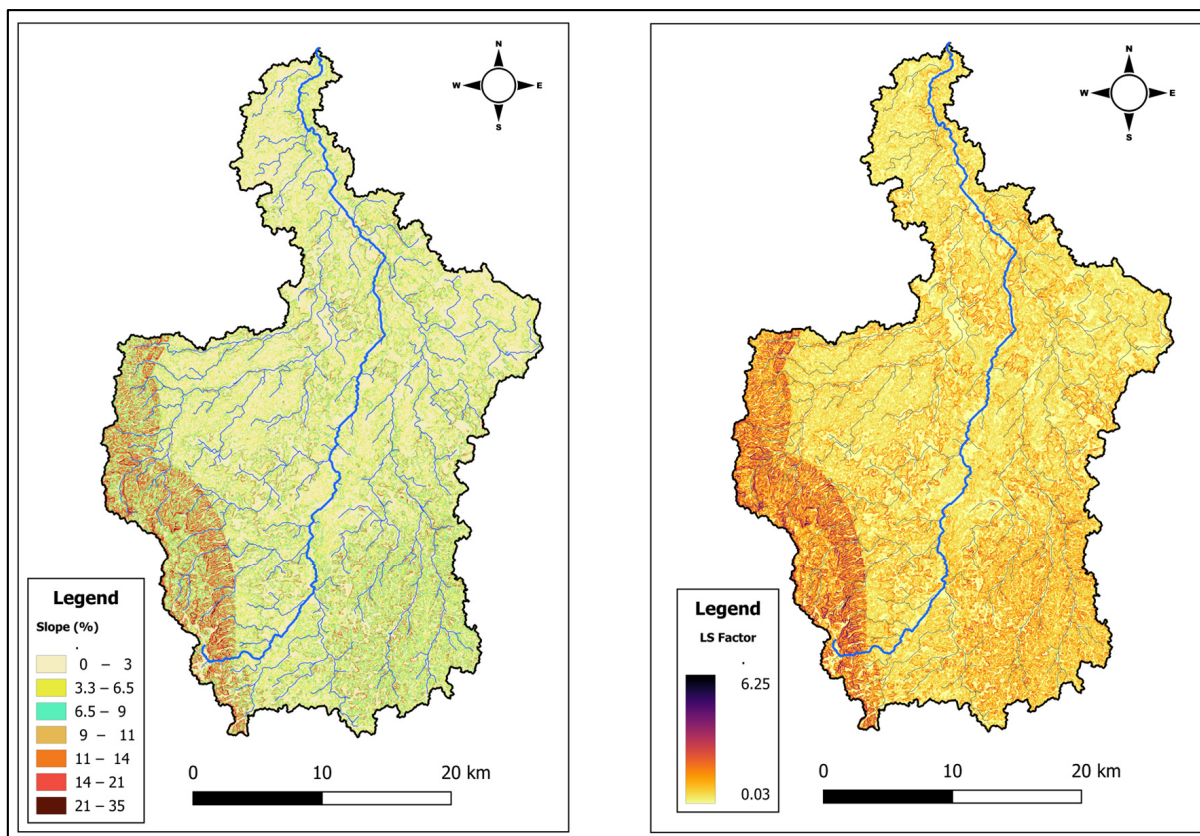 N
W E
S
Legend
Slope (%)
.
0 – 3
3.3 – 6.5
6.5 – 9
9 – 11
11 – 14
14 – 21
21 – 35
0 10 20 km
N
W E
S
Legend
LS Factor
.
6.25
0.03
0 10 20 km